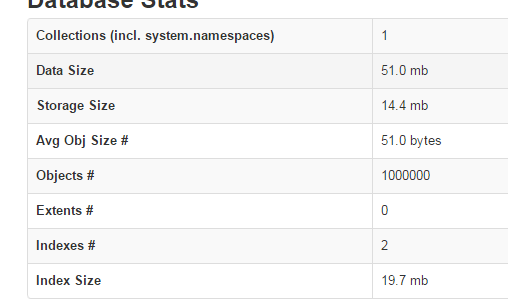 Database Stats
Collections (incl. system.namespaces) 1
Data Size 51.0 mb
Storage Size 14.4 mb
Avg Obj Size # 51.0 bytes
Objects # 1000000
Extents # 0
Indexes # 2
Index Size 19.7 mb